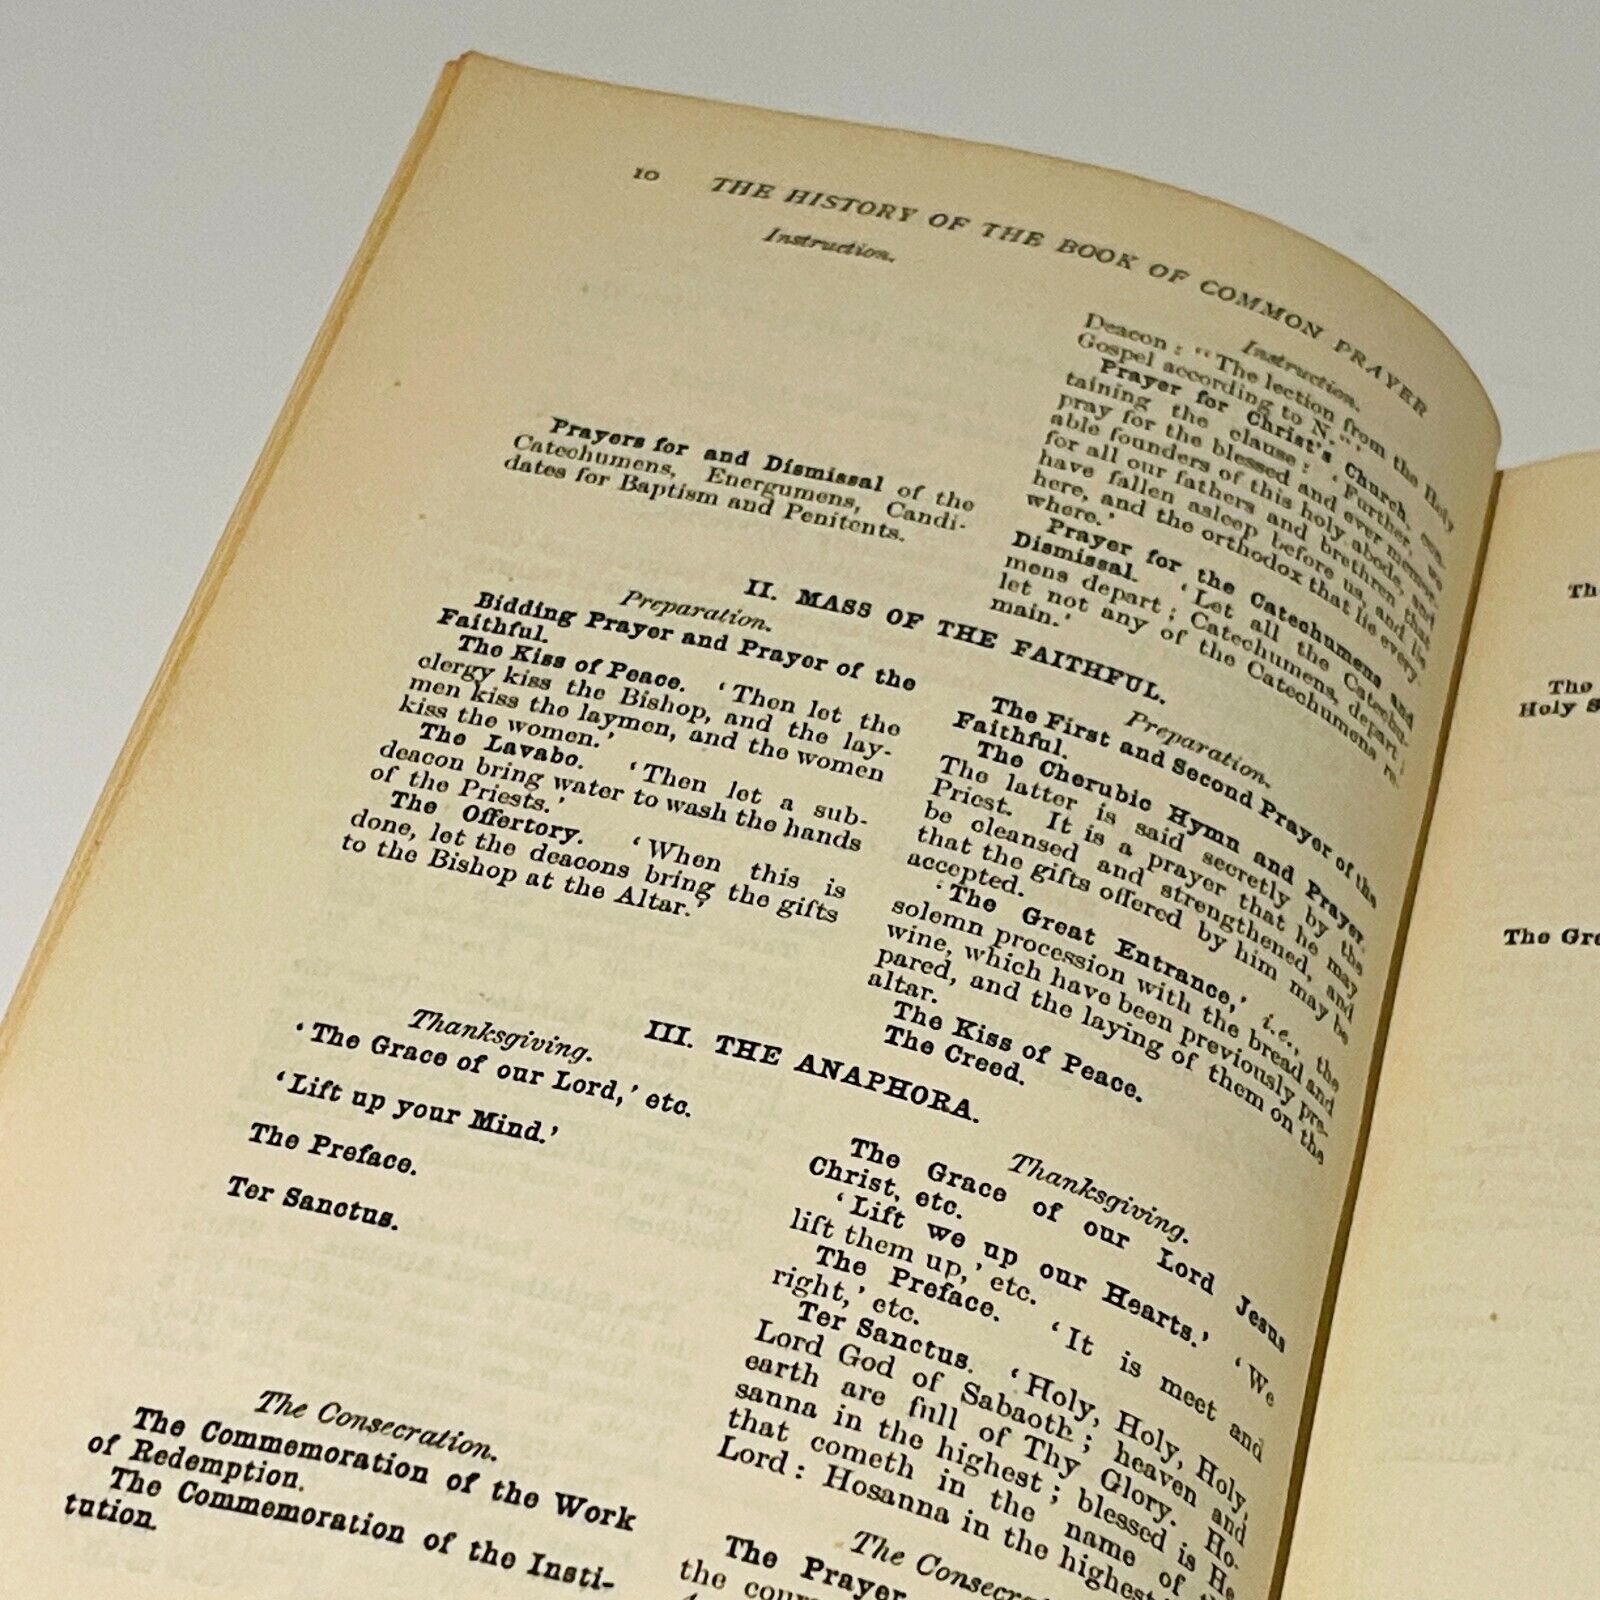 10 THE HISTORY OF THE BOOK OF COMMON PRAYER
Instruction.
Prayers for and Dismissal of the
Catechumens, Energumens, Candi-
dates for Baptism and Penitents.
Instruction.
Deacon: "The lection from the Holy
Gospel according to N."'
Prayer for Christ's Church, con-
taining the clause: 'Further, we
pray for the blessed and ever memor-
able founders of this holy abode, and
for all our fathers and brethren that
have fallen asleep before us, and lie
here, and the orthodox that lie every-
where.'
Prayer for the Catechumens and
Dismissal. 'Let all the Catechu-
mens depart; Catechumens, depart;
let not any of the Catechumens re-
main.'
II. MASS OF THE FAITHFUL.
Preparation.
Bidding Prayer and Prayer of the
Faithful.
The Kiss of Peace. 'Then let the
clergy kiss the Bishop, and the lay-
men kiss the laymen, and the women
kiss the women.'
The Lavabo. 'Then let a sub-
deacon bring water to wash the hands
of the Priests.'
The Offertory. 'When this is
done, let the deacons bring the gifts
to the Bishop at the Altar.'
Preparation.
The First and Second Prayer of the
Faithful.
The Cherubic Hymn and Prayer.
The latter is said secretly by the
Priest. It is a prayer that he may
be cleansed and strengthened, and
that the gifts offered by him may be
accepted.
'The Great Entrance,' i.e., the
solemn procession with the bread and
wine, which have been previously pre-
pared, and the laying of them on the
altar.
The Kiss of Peace.
The Creed.
III. THE ANAPHORA.
Thanksgiving.
'The Grace of our Lord,' etc.
'Lift up your Mind.'
The Preface.
Ter Sanctus.
Thanksgiving.
The Grace of our Lord Jesus
Christ, etc.
'Lift we up our Hearts.' 'We
lift them up,' etc.
The Preface. 'It is meet and
right,' etc.
Ter Sanctus. 'Holy, Holy, Holy,
Lord God of Sabaoth; heaven and
earth are full of Thy Glory. Ho-
sanna in the highest; blessed is He
that cometh in the name of the
Lord: Hosanna in the highest
The Consecration.
The Commemoration of the Work
of Redemption.
The Commemoration of the Insti-
tution.
The Consecra
The Prayer
the
The
Holy S
The Gre